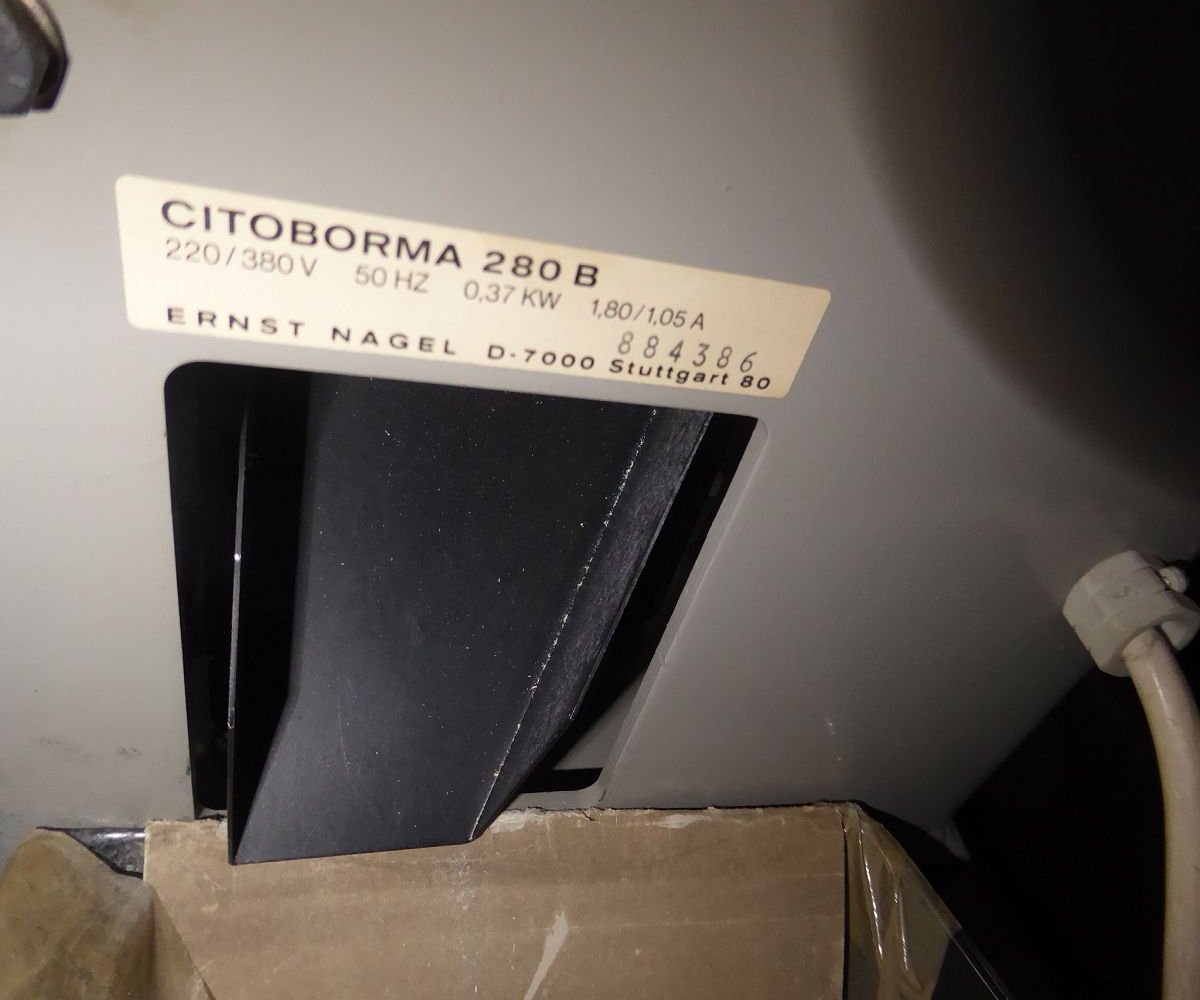 CITOBORMA 280 B
220/380 V 50 HZ 0,37 KW 1,80/1,05 A
884386
ERNST NAGEL D-7000 Stuttgart 80